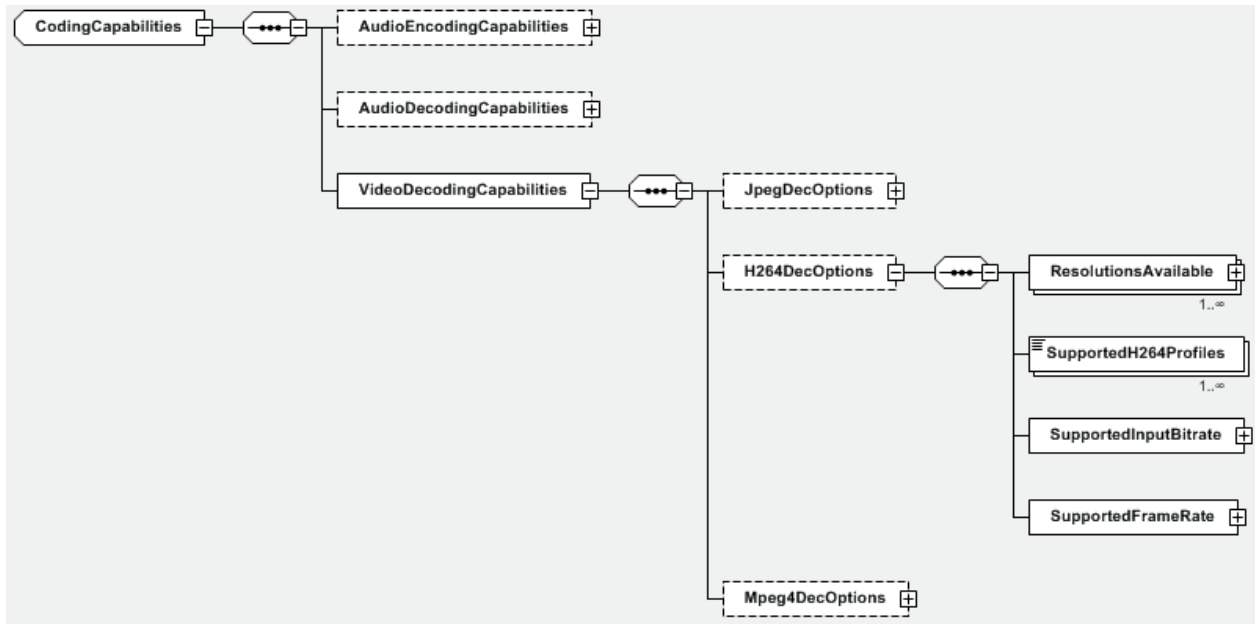 CodingCapabilities
AudioEncodingCapabilities
AudioDecodingCapabilities
VideoDecodingCapabilities
JpegDecOptions
H264DecOptions
ResolutionsAvailable
1..∞
SupportedH264Profiles
1..∞
SupportedInputBitrate
SupportedFrameRate
Mpeg4DecOptions